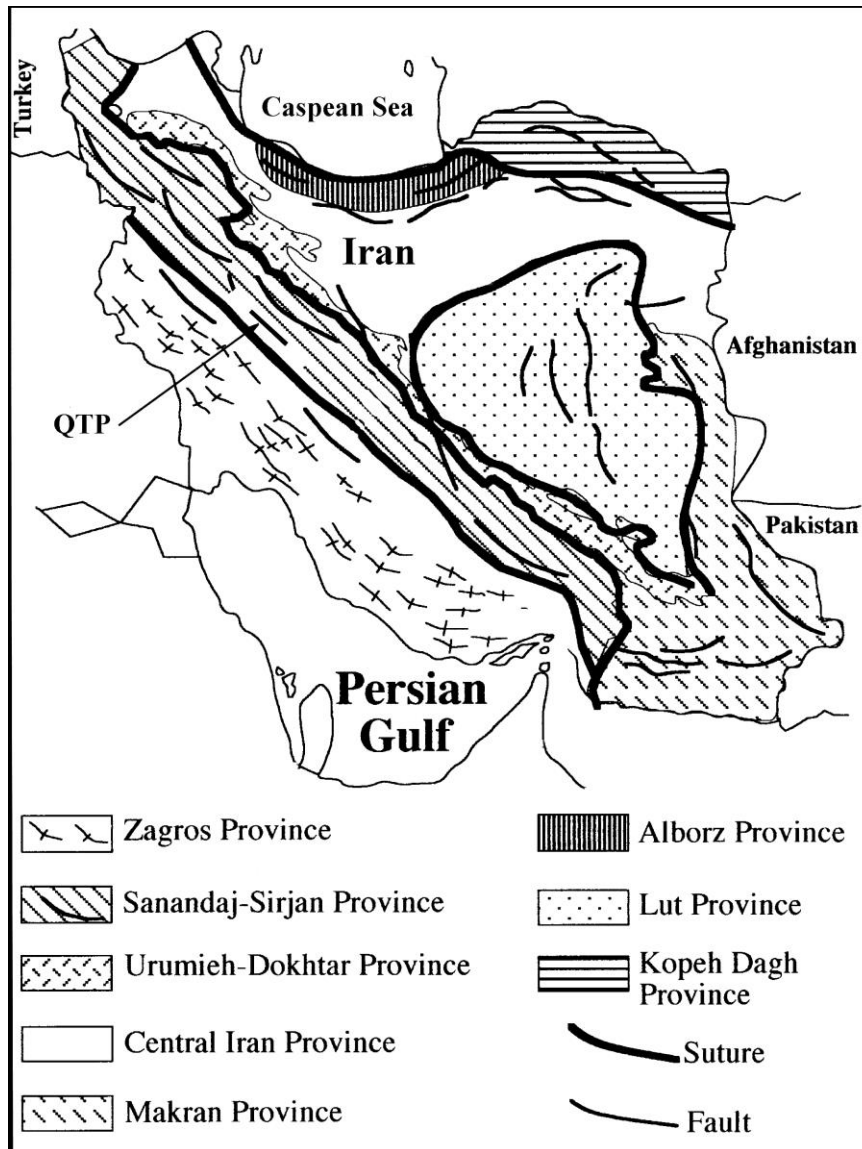 Turkey
Caspean Sea
Iran
Afghanistan
QTP
Pakistan
Persian
Gulf
Zagros Province
Sanandaj-Sirjan Province
Urumieh-Dokhtar Province
Central Iran Province
Makran Province
Alborz Province
Lut Province
Kopeh Dagh
Province
Suture
Fault